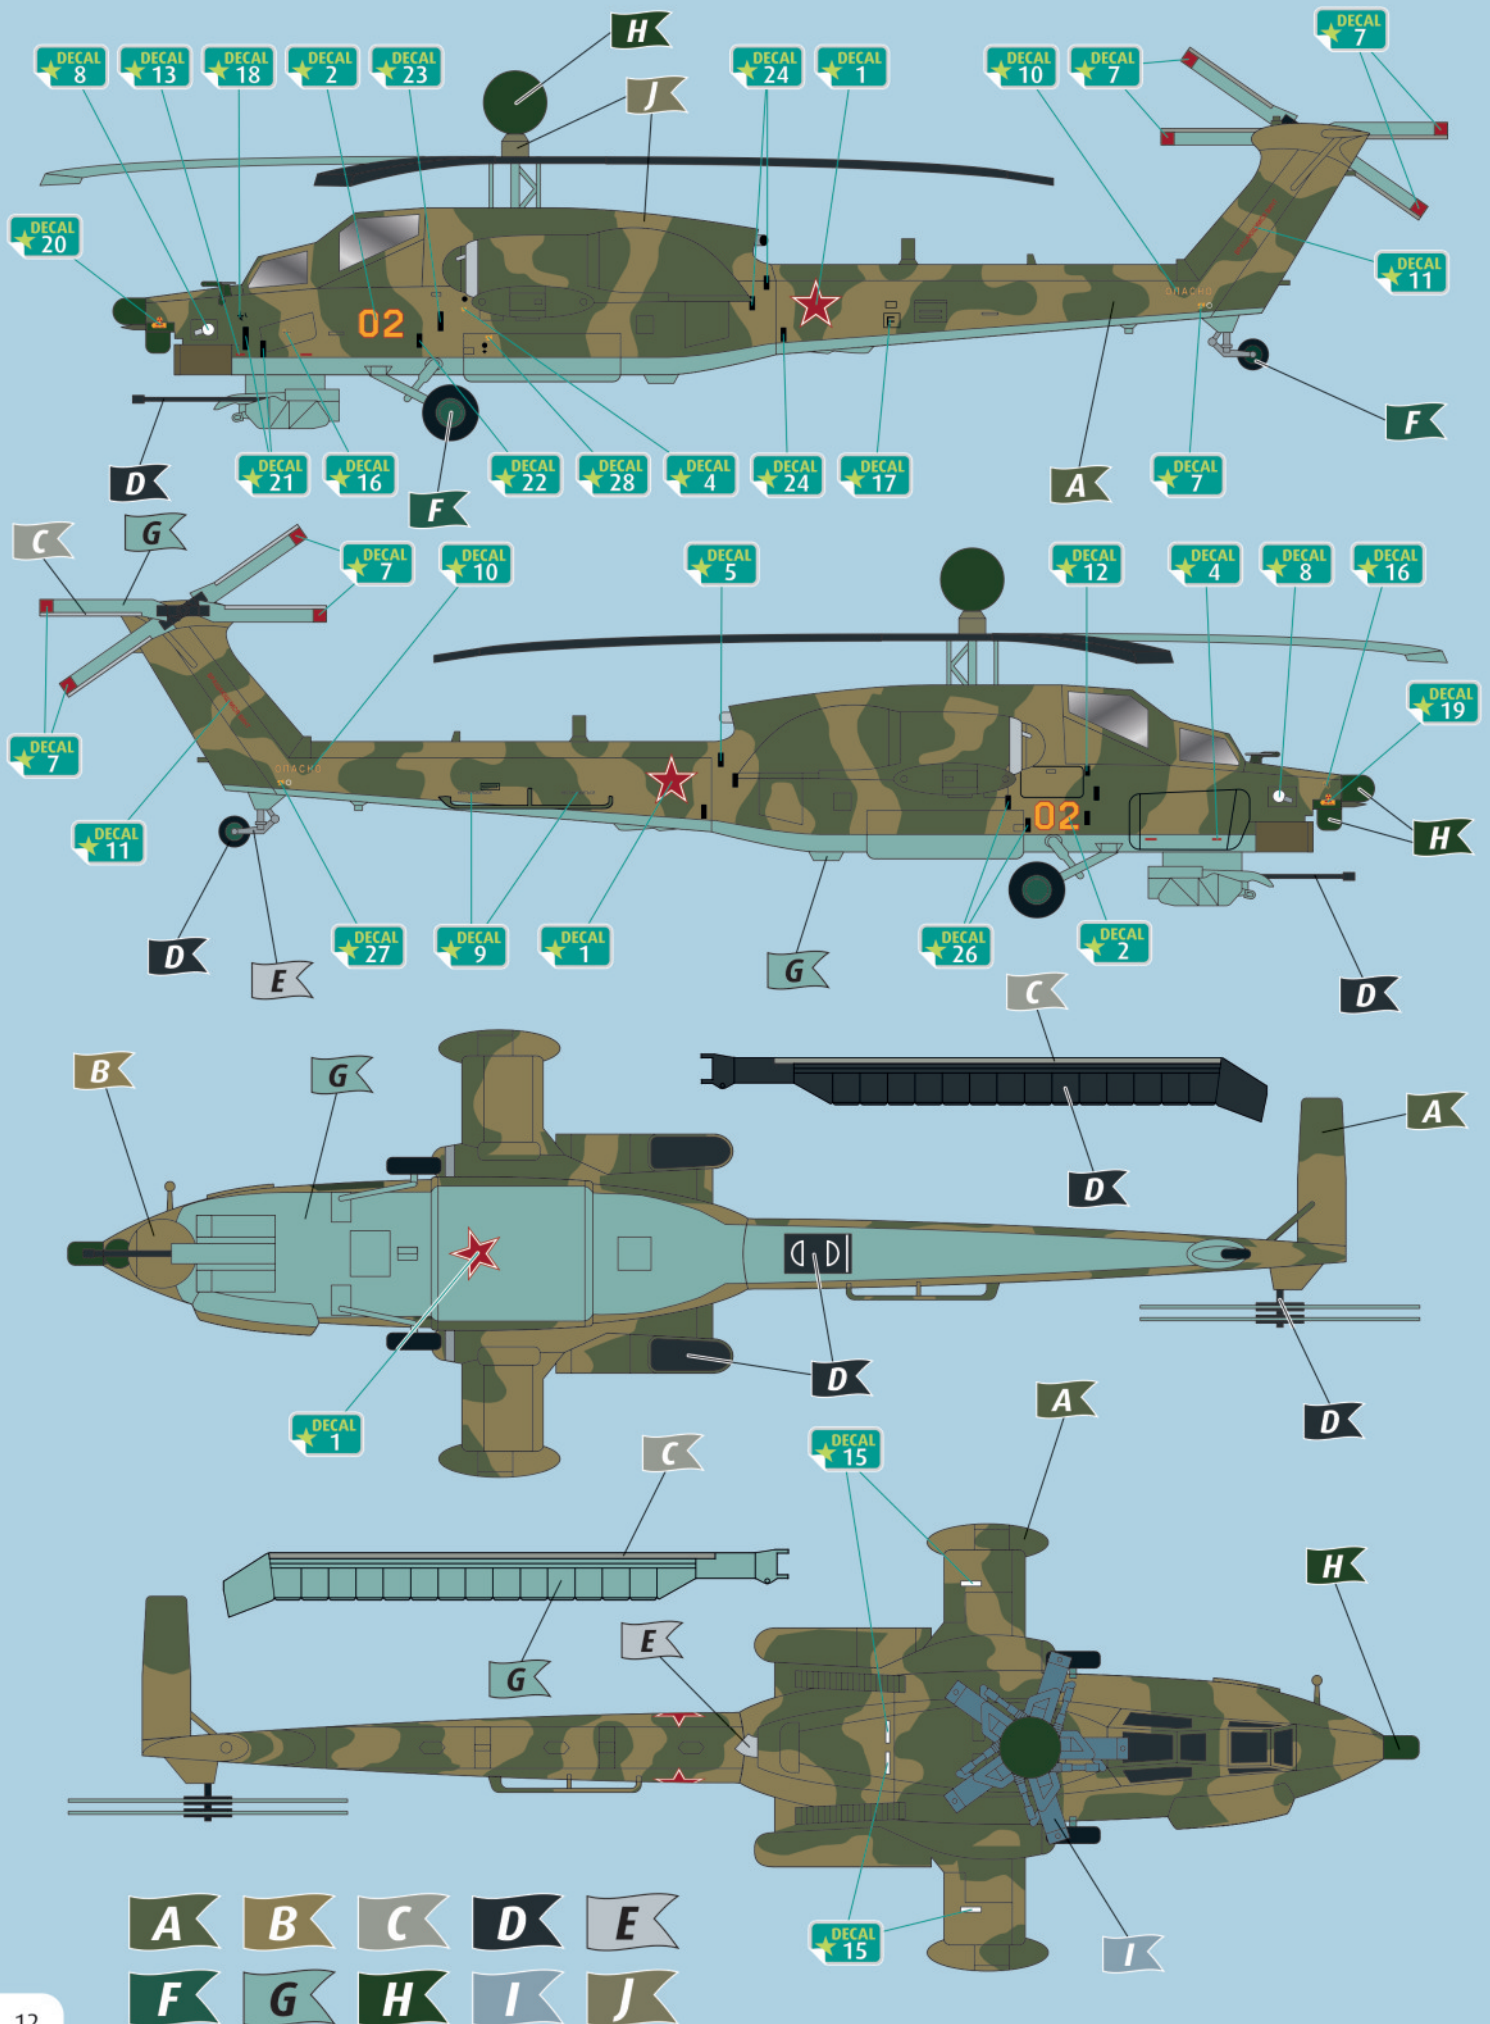 H
DECAL 8
DECAL 13
DECAL 18
DECAL 2
DECAL 23
DECAL 24
DECAL 1
DECAL 10
DECAL 7
DECAL 7
J
DECAL 20
DECAL 11
02
F
ОПАСНО
F
D
DECAL 21
DECAL 16
F
DECAL 22
DECAL 28
DECAL 4
DECAL 24
DECAL 17
A
DECAL 7
C
G
DECAL 7
DECAL 10
DECAL 5
DECAL 12
DECAL 4
DECAL 8
DECAL 16
DECAL 19
DECAL 7
ОПАСНО
02
DECAL 11
H
D
E
DECAL 27
DECAL 9
DECAL 1
G
DECAL 26
DECAL 2
D
C
B
G
A
D
D
D
DECAL 1
C
DECAL 15
A
H
E
G
DECAL 15
I
A B C D E
F G H I J
12